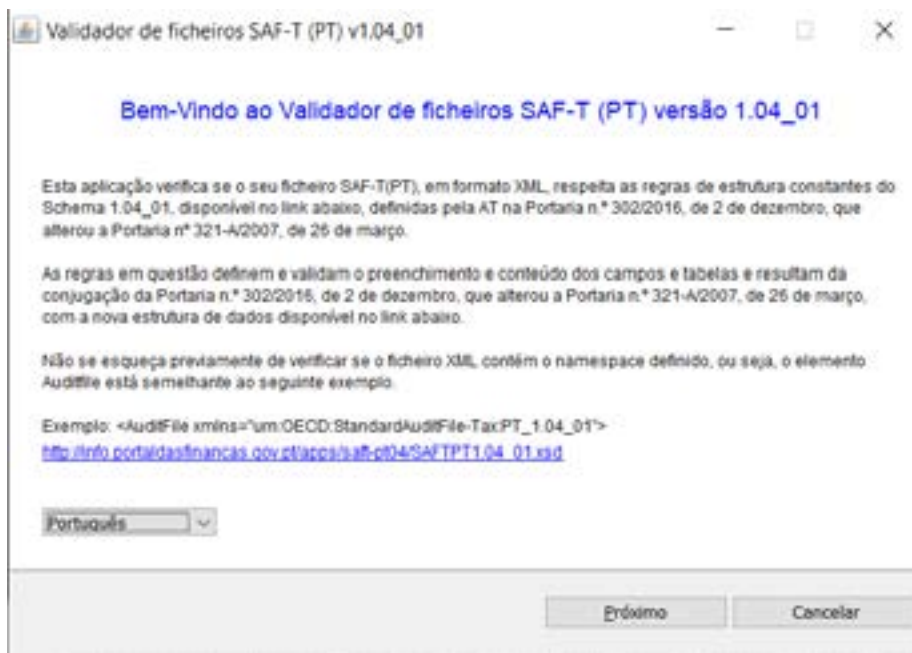 Validador de ficheiros SAF-T (PT) v1.04_01
Bem-Vindo ao Validador de ficheiros SAF-T (PT) versão 1.04_01
Esta aplicação verifica se o seu ficheiro SAF-T(PT), em formato XML, respeita as regras de estrutura constantes do
Schema 1.04_01, disponível no link abaixo, definidas pela AT na Portaria n.º 302/2016, de 2 de dezembro, que
alterou a Portaria nº 321-A/2007, de 26 de março.
As regras em questão definem e validam o preenchimento e conteúdo dos campos e tabelas e resultam da
conjugação da Portaria n.º 302/2016, de 2 de dezembro, que alterou a Portaria n.º 321-A/2007, de 26 de março,
com a nova estrutura de dados disponível no link abaixo.
Não se esqueça previamente de verificar se o ficheiro XML contém o namespace definido, ou seja, o elemento
Auditfile está semelhante ao seguinte exemplo.
Exemplo: <AuditFile xmlns="urn:OECD:StandardAuditFile-Tax:PT_1.04_01">
http://info.portaldasfinancas.gov.pt/apps/saft-pt04/SAFTPT1.04_01.xsd
Português
Próximo
Cancelar